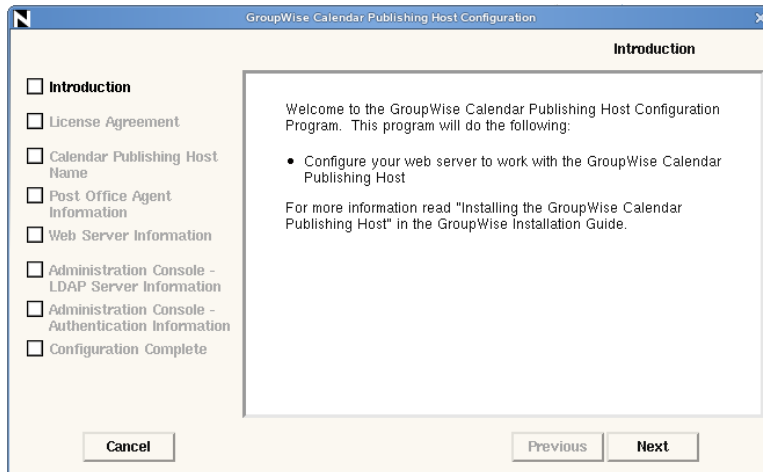 GroupWise Calendar Publishing Host Configuration
Introduction
Introduction
License Agreement
Calendar Publishing Host
Name
Post Office Agent
Information
Web Server Information
Administration Console -
LDAP Server Information
Administration Console -
Authentication Information
Configuration Complete
Welcome to the GroupWise Calendar Publishing Host Configuration
Program. This program will do the following:
• Configure your web server to work with the GroupWise Calendar
Publishing Host
For more information read "Installing the GroupWise Calendar
Publishing Host" in the GroupWise Installation Guide.
Cancel
Previous
Next